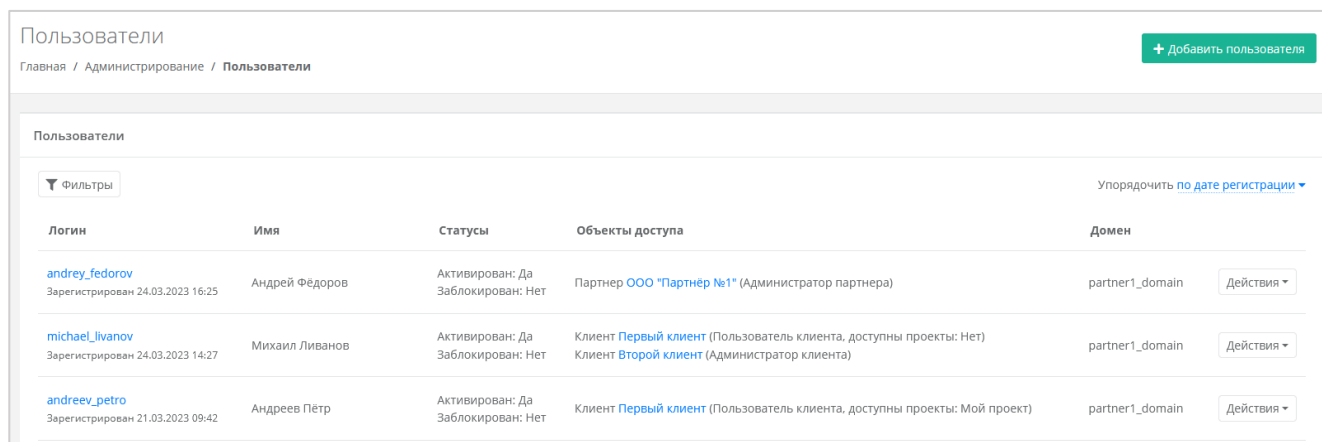 Пользователи
Главная / Администрирование / Пользователи
Добавить пользователя
Пользователи
Фильтры
Упорядочить по дате регистрации
Логин Имя Статусы Объекты доступа Домен
andrey_fedorov
Зарегистрирован 24.03.2023 16:25
Андрей Фёдоров
Активирован: Да
Заблокирован: Нет
Партнер ООО "Партнёр №1" (Администратор партнера)
partner1_domain
Действия
michael_livanov
Зарегистрирован 24.03.2023 14:27
Михаил Ливанов
Активирован: Да
Заблокирован: Нет
Клиент Первый клиент (Пользователь клиента, доступны проекты: Нет)
Клиент Второй клиент (Администратор клиента)
partner1_domain
Действия
andreev_petro
Зарегистрирован 21.03.2023 09:42
Андреев Пётр
Активирован: Да
Заблокирован: Нет
Клиент Первый клиент (Пользователь клиента, доступны проекты: Мой проект)
partner1_domain
Действия